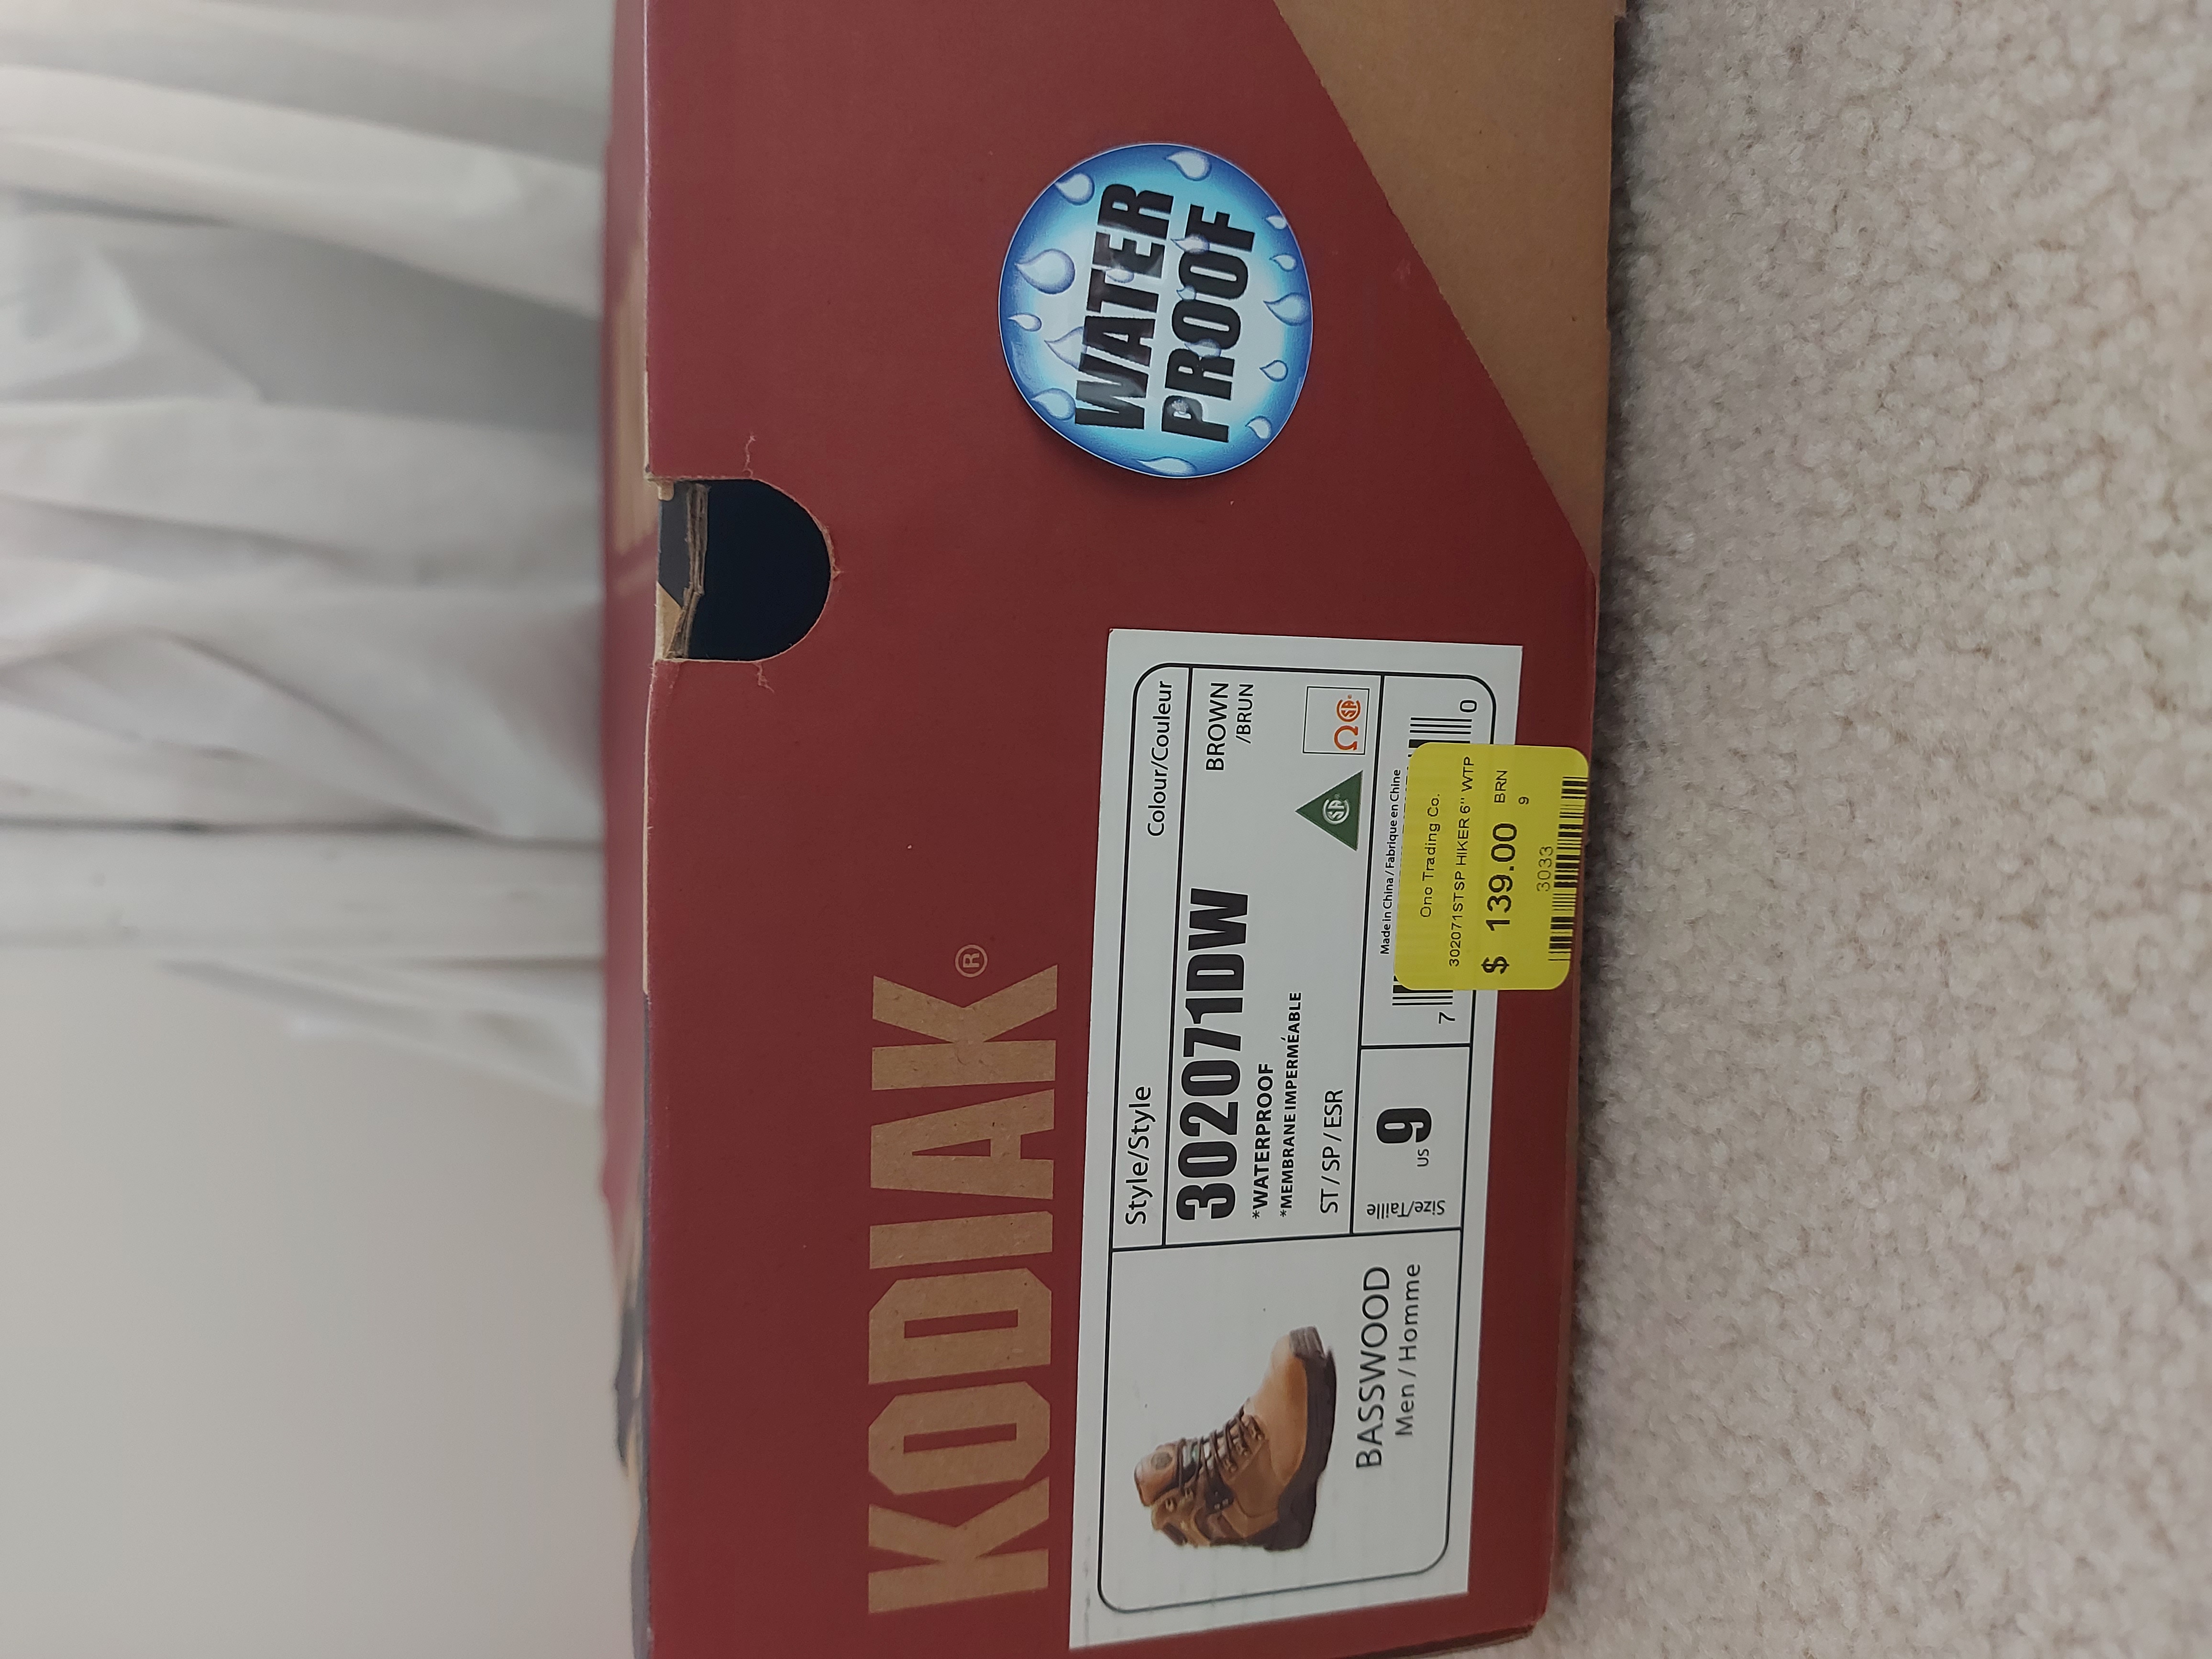 KODIAK®
WATER
PROOF
Style/Style
Colour/Couleur
302071DW
BROWN
/BRUN
*WATERPROOF
*MEMBRANE IMPERMÉABLE
ST / SP / ESR
BASSWOOD
Men / Homme
Size/Taille
US 9
Made in China / Fabriqué en Chine
7
0
Ono Trading Co.
302071STSP HIKER 6" WTP
$ 139.00 BRN
9
3033